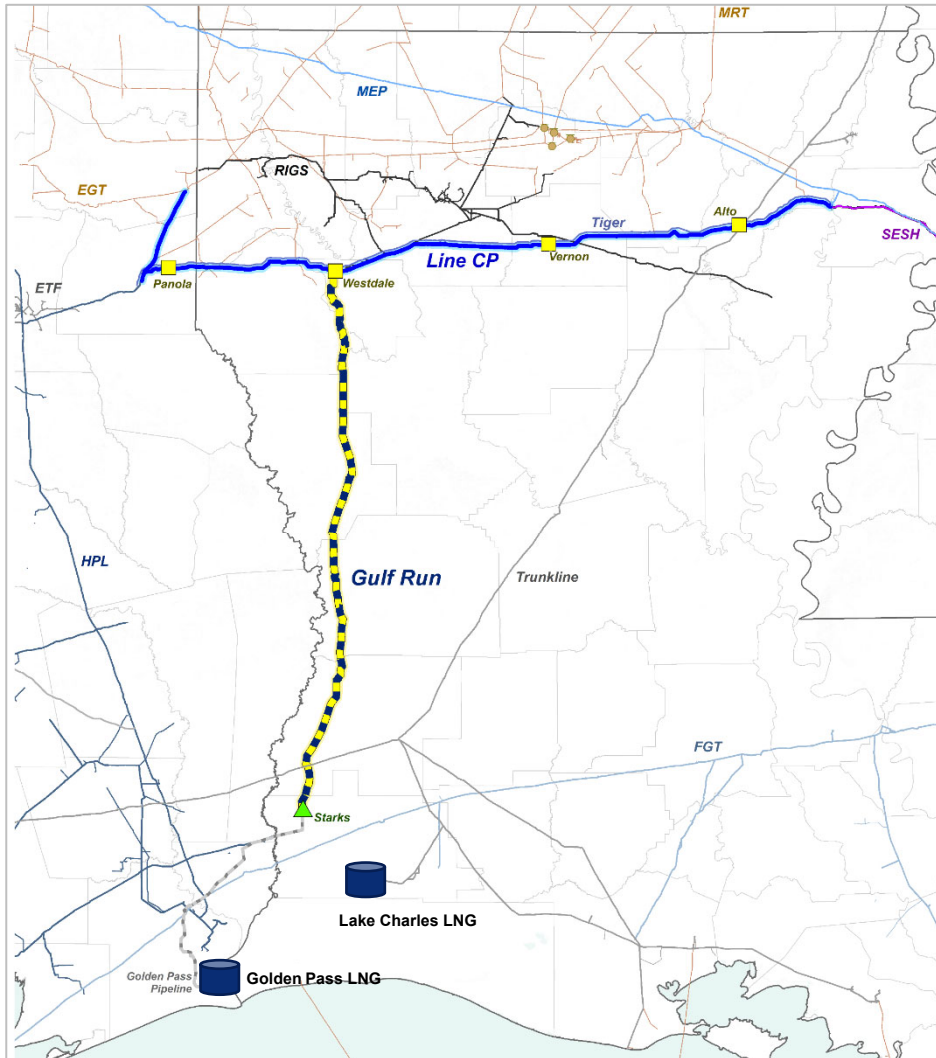 MRT
MEP
RIGS
EGT
Tiger
Alto
SESH
Line CP
Vernon
Panola
Westdale
ETF
HPL
Gulf Run
Trunkline
FGT
Starks
Lake Charles LNG
Golden Pass
Pipeline
Golden Pass LNG